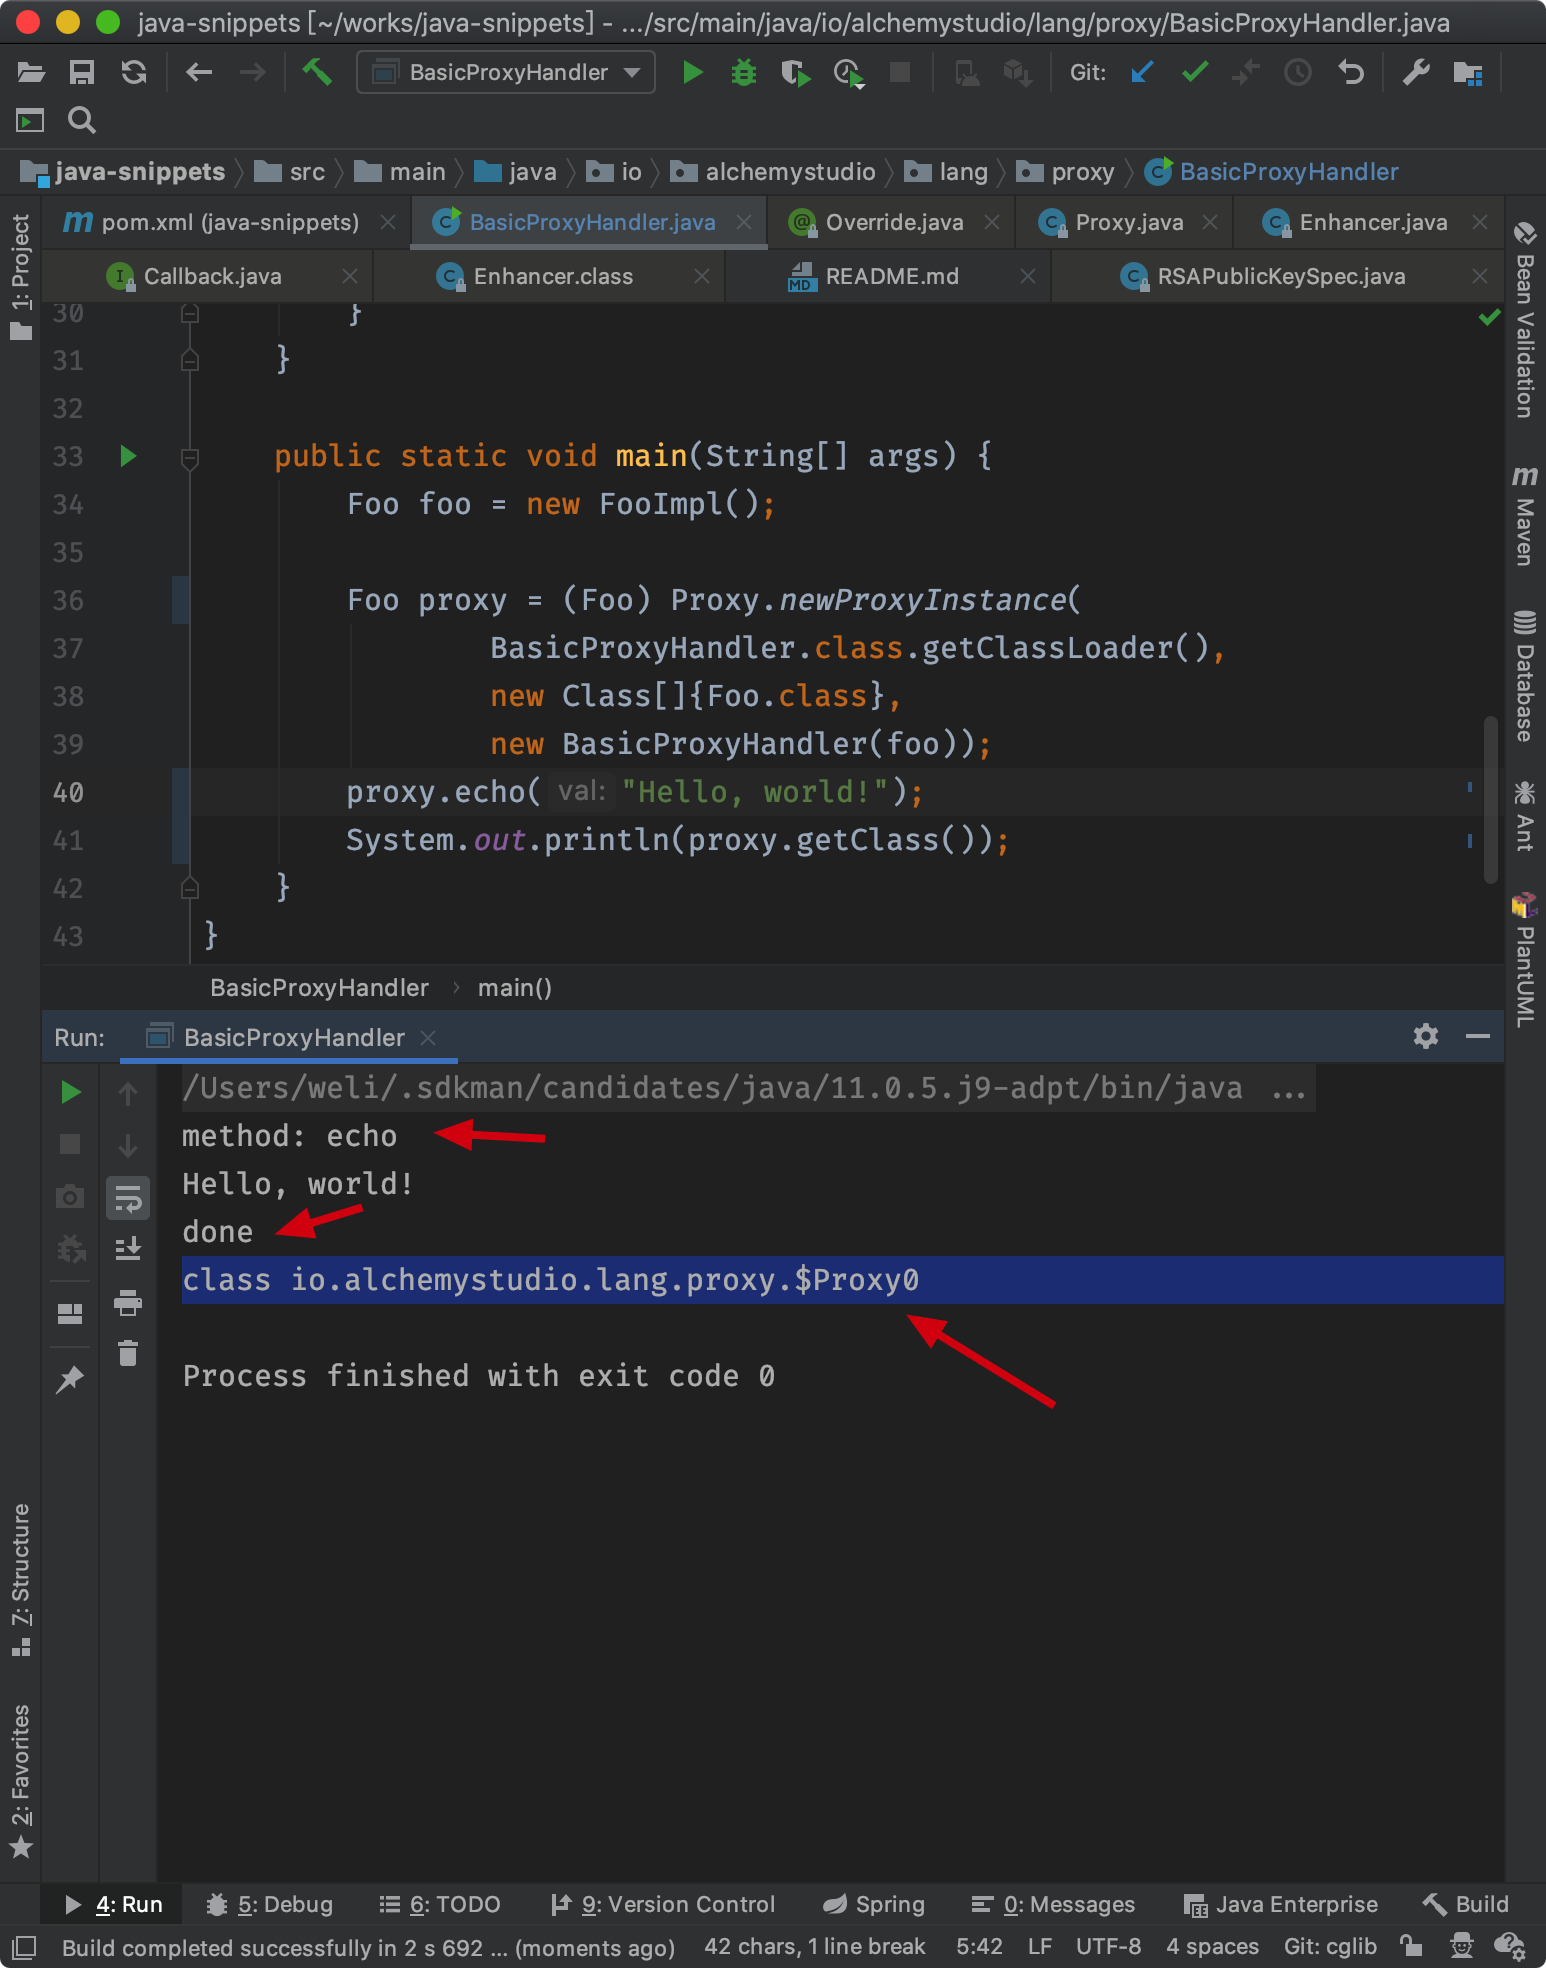 java-snippets [~/works/java-snippets] - .../src/main/java/io/alchemystudio/lang/proxy/BasicProxyHandler.java
BasicProxyHandler
Git:
java-snippets src main java io alchemystudio lang proxy BasicProxyHandler
pom.xml (java-snippets) BasicProxyHandler.java Override.java Proxy.java Enhancer.java
Callback.java Enhancer.class README.md RSAPublicKeySpec.java
1: Project
30 }
31 }
32
33 public static void main(String[] args) {
34 Foo foo = new FooImpl();
35
36 Foo proxy = (Foo) Proxy.newProxyInstance(
37 BasicProxyHandler.class.getClassLoader(),
38 new Class[]{Foo.class},
39 new BasicProxyHandler(foo));
40 proxy.echo( val: "Hello, world!");
41 System.out.println(proxy.getClass());
42 }
43 }
Bean Validation
Maven
Database
Ant
PlantUML
BasicProxyHandler › main()
Run: BasicProxyHandler
/Users/weli/.sdkman/candidates/java/11.0.5.j9-adpt/bin/java ...
method: echo
Hello, world!
done
class io.alchemystudio.lang.proxy.$Proxy0
Process finished with exit code 0
7: Structure
2: Favorites
4: Run 5: Debug 6: TODO 9: Version Control Spring 0: Messages Java Enterprise Build
Build completed successfully in 2 s 692 ... (moments ago) 42 chars, 1 line break 5:42 LF UTF-8 4 spaces Git: cglib